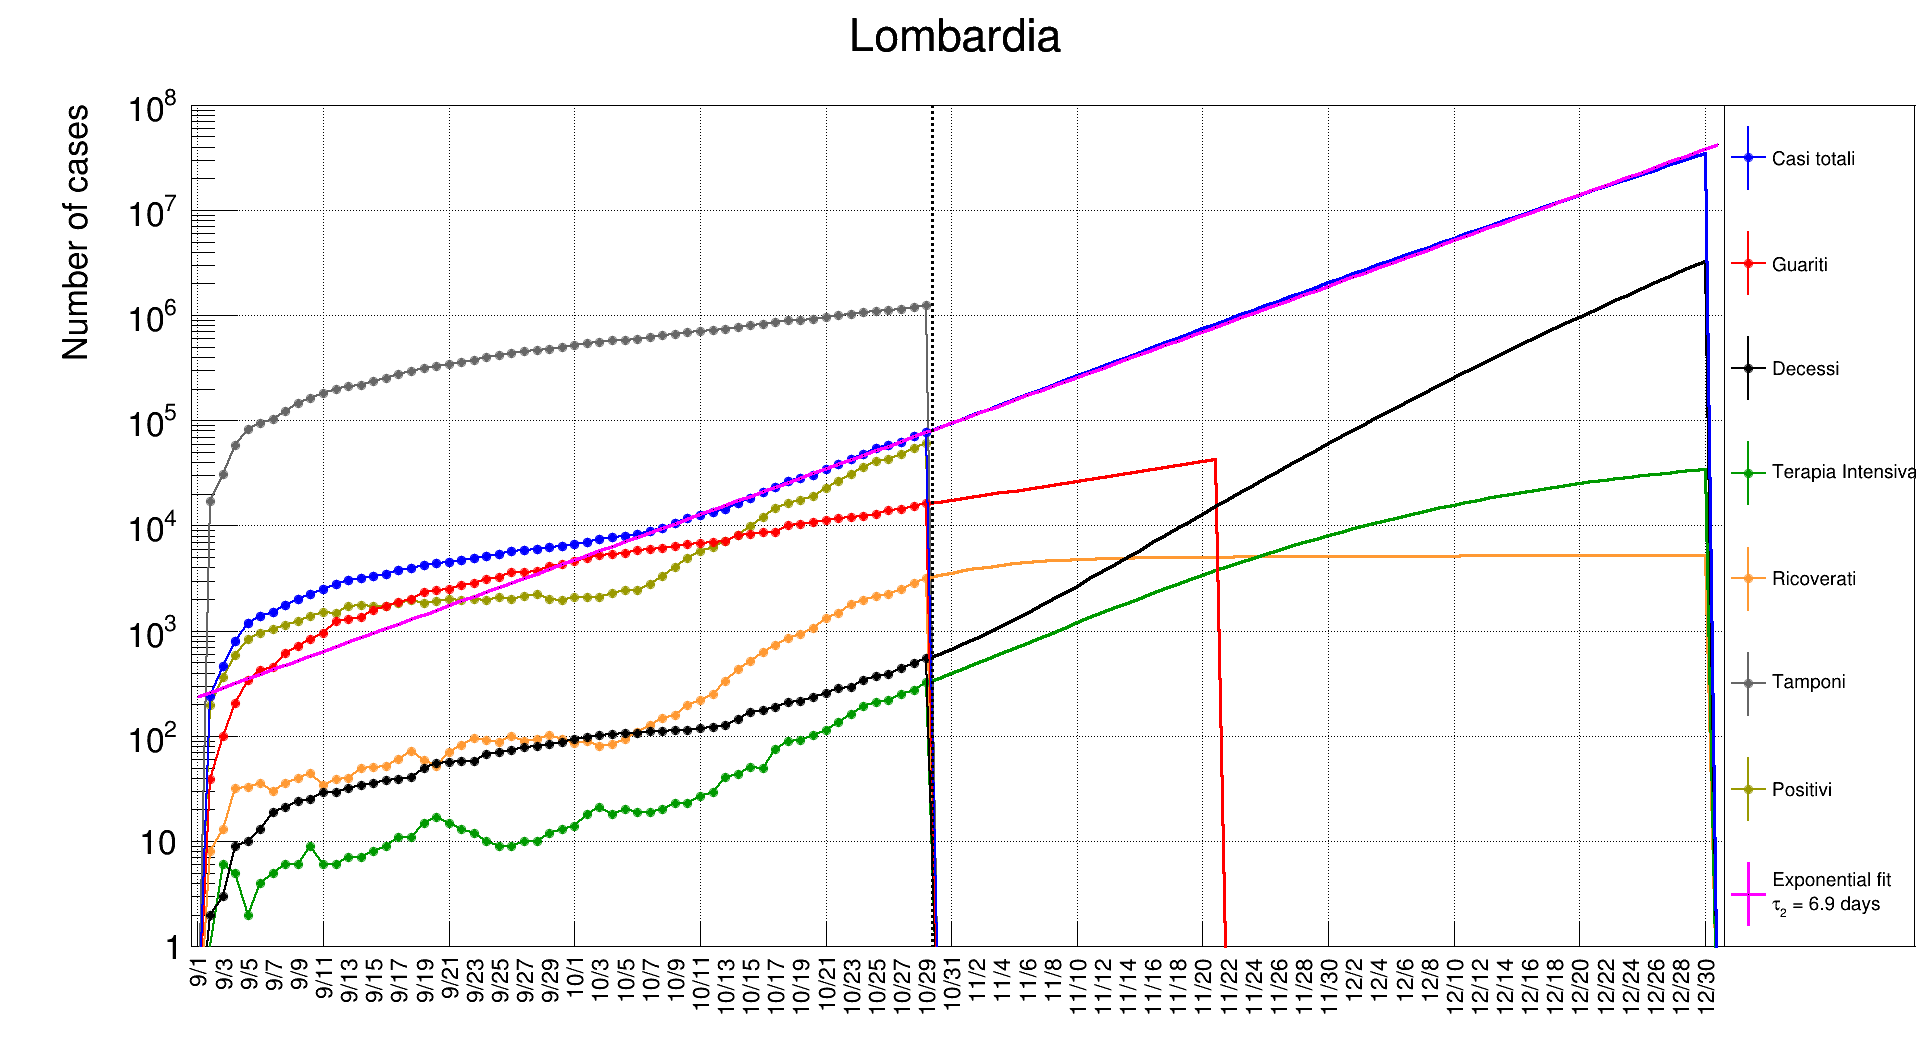 Lombardia
Number of cases
10^8
10^7
10^6
10^5
10^4
10^3
10^2
10
1
9/1 9/3 9/5 9/7 9/9 9/11 9/13 9/15 9/17 9/19 9/21 9/23 9/25 9/27 9/29 10/1 10/3 10/5 10/7 10/9 10/11 10/13 10/15 10/17 10/19 10/21 10/23 10/25 10/27 10/29 10/31 11/2 11/4 11/6 11/8 11/10 11/12 11/14 11/16 11/18 11/20 11/22 11/24 11/26 11/28 11/30 12/2 12/4 12/6 12/8 12/10 12/12 12/14 12/16 12/18 12/20 12/22 12/24 12/26 12/28 12/30
Casi totali
Guariti
Decessi
Terapia Intensiva
Ricoverati
Tamponi
Positivi
Exponential fit
τ₂ = 6.9 days